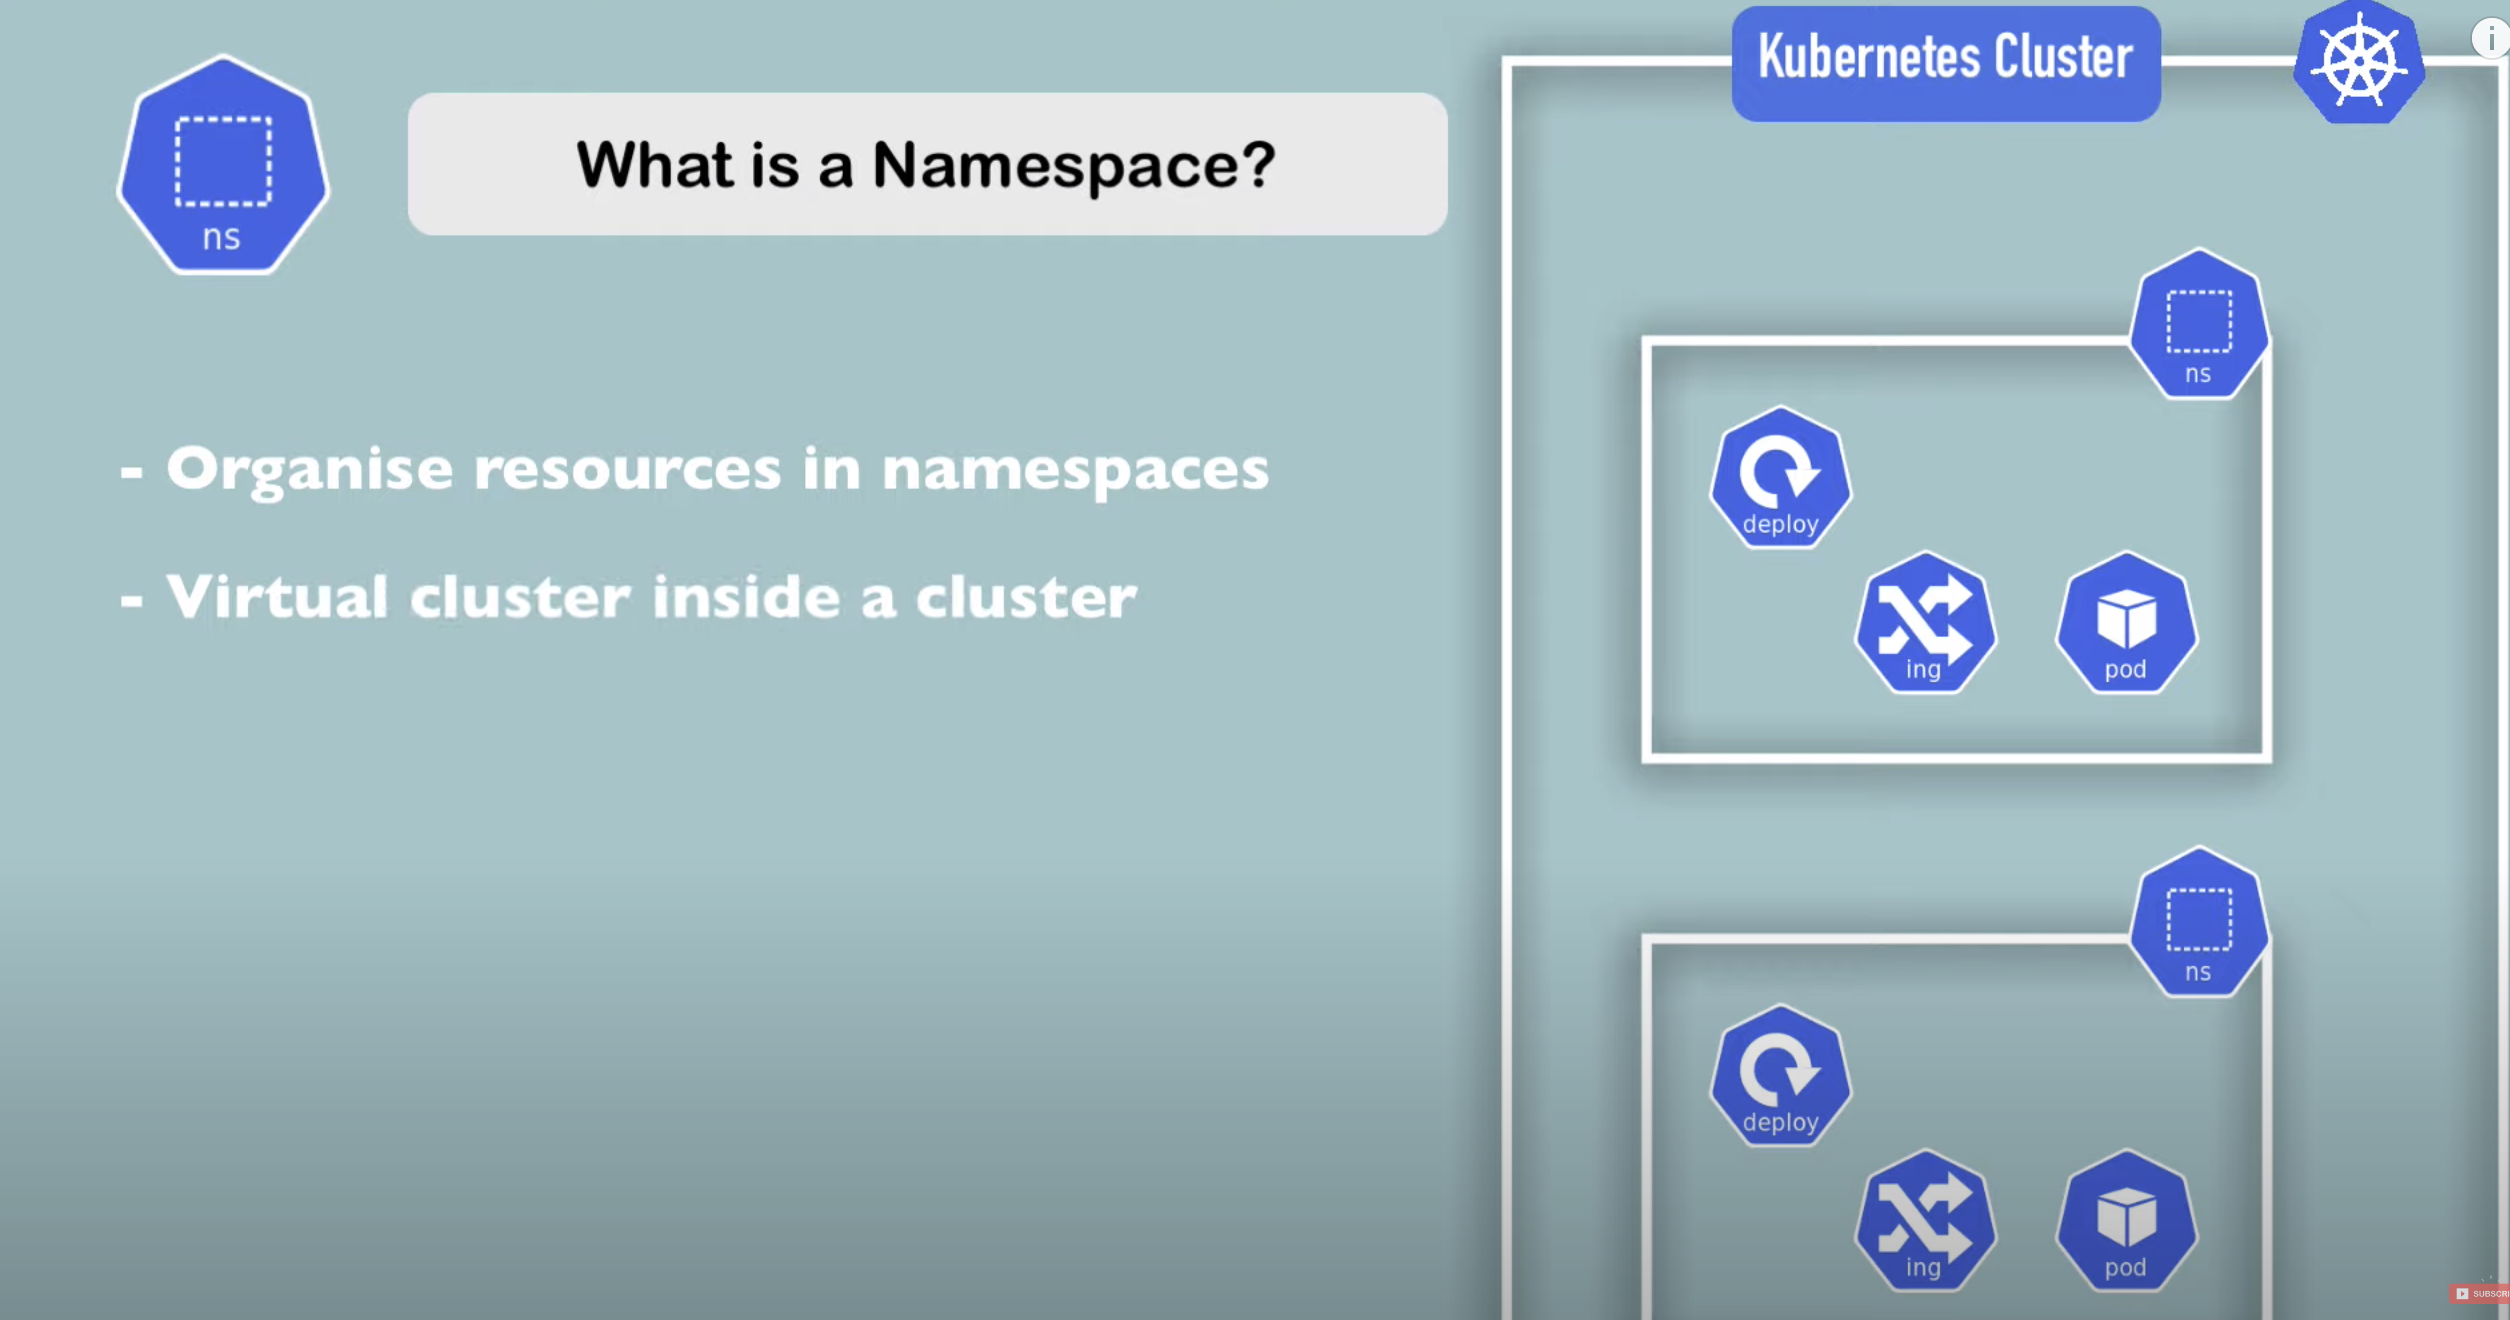 Kubernetes Cluster
i
ns
What is a Namespace?
- Organise resources in namespaces
- Virtual cluster inside a cluster
ns
deploy
ing
pod
ns
deploy
ing
pod